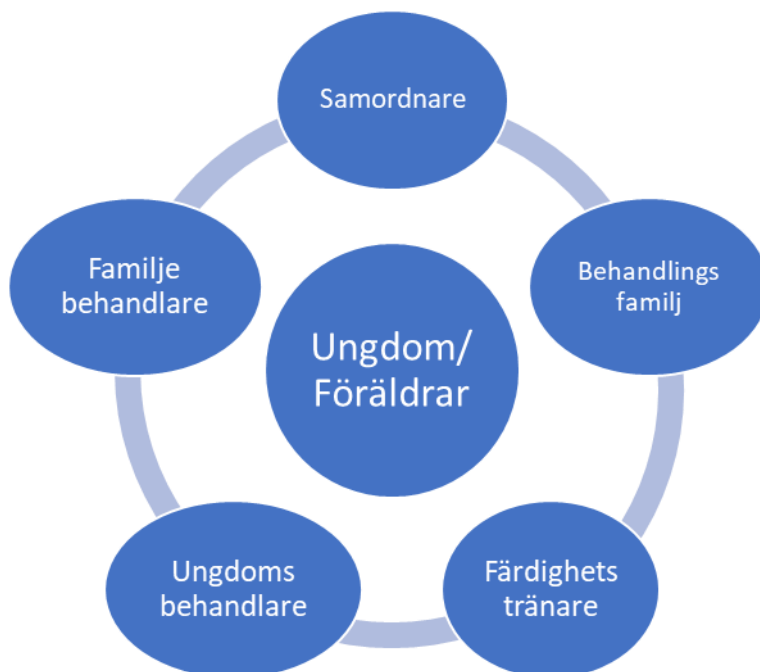 Samordnare
Familje
behandlare
Behandlings
familj
Ungdom/
Föräldrar
Ungdoms
behandlare
Färdighets
tränare